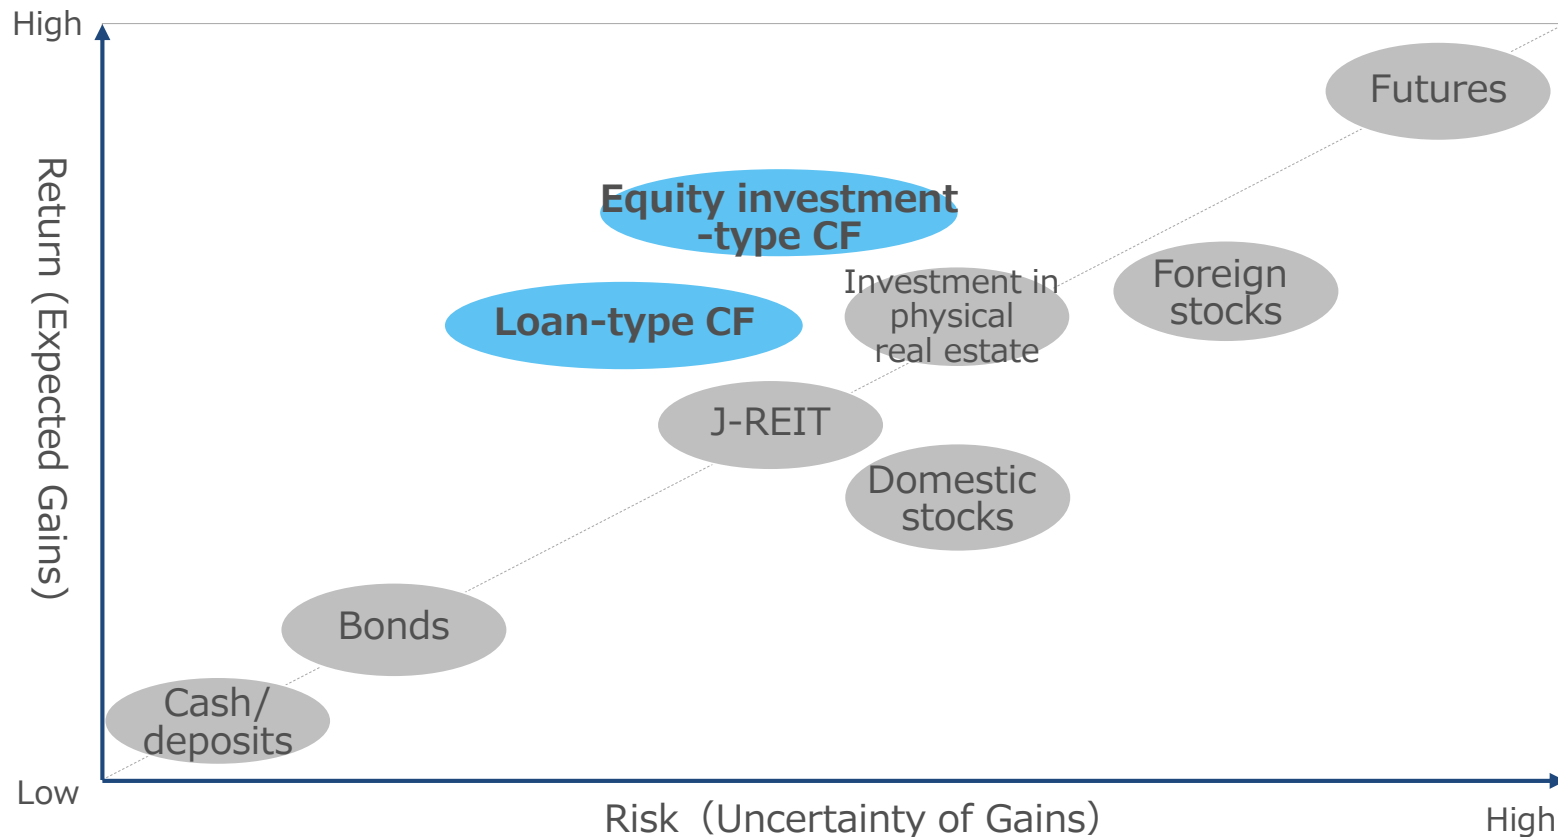 High
Futures
Return (Expected Gains)
Equity investment
-type CF
Investment in
physical
real estate
Foreign
stocks
Loan-type CF
J-REIT
Domestic
stocks
Bonds
Cash/
deposits
Low
Risk（Uncertainty of Gains）
High